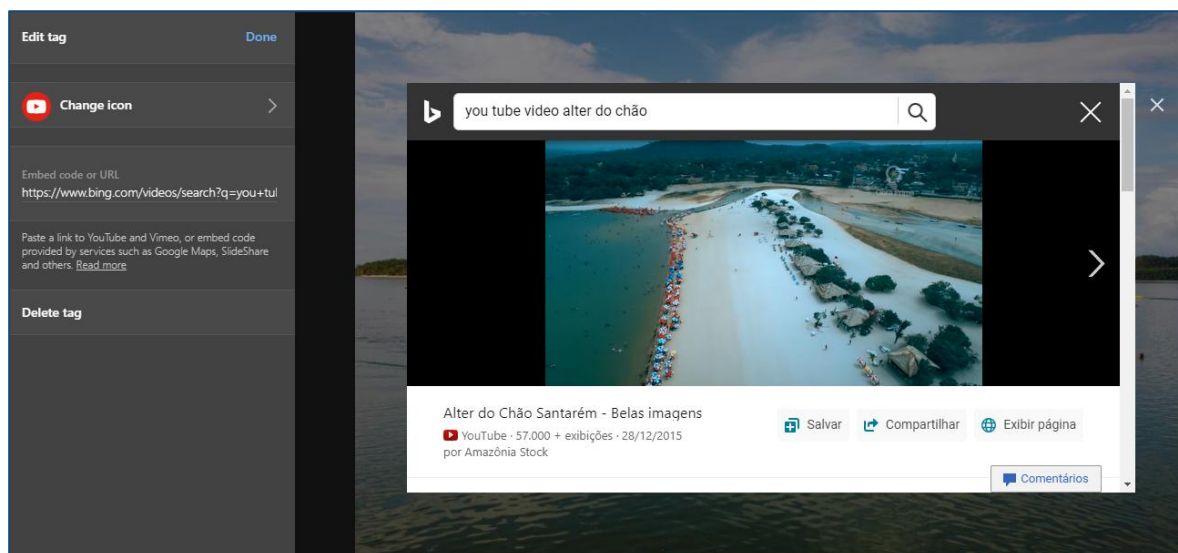 Edit tag
Done
Change icon
Embed code or URL
https://www.bing.com/videos/search?q=you+tul
Paste a link to YouTube and Vimeo, or embed code
provided by services such as Google Maps, SlideShare
and others. Read more
Delete tag
you tube video alter do chão
Alter do Chão Santarém - Belas imagens
YouTube · 57.000 + exibições · 28/12/2015
por Amazônia Stock
Salvar
Compartilhar
Exibir página
Comentários